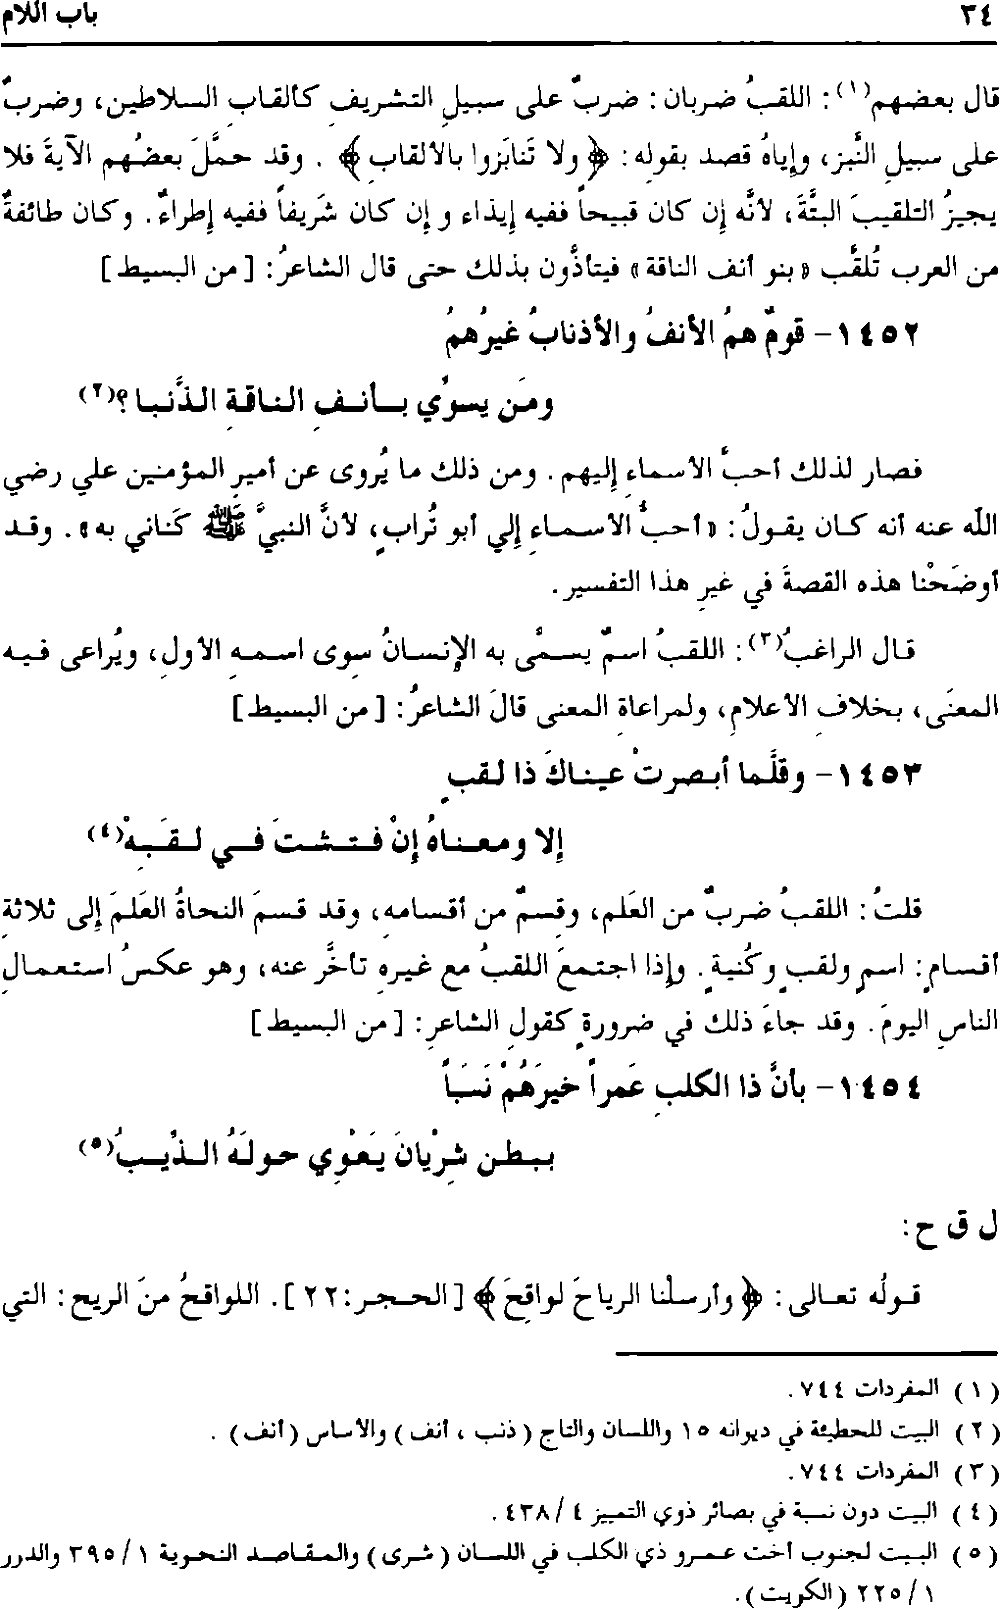 ٣٤ باب اللام
قال بعضهم(١): اللقبُ ضربان: ضربٌ على سبيلِ التشريفِ كألقابِ السلاطين، وضربٌ
على سبيلِ النَّبز، وإياهُ قصد بقوله: ﴿ولا تَنابَزوا بالألقابِ﴾. وقد حمَّلَ بعضُهم الآيةَ فلا
يجيزُ التلقيبَ البتَّةَ، لأنَّه إن كان قبيحاً ففيه إيذاء وإن كان شَريفاً ففيه إطراءٌ. وكان طائفةٌ
من العرب تُلقَّب «بنو أنف الناقة» فيتأذَّون بذلك حتى قال الشاعرُ: [من البسيط]
١٤٥٢- قومٌ همُ الأنفُ والأذنابُ غيرُهمُ
ومَن يسوِّي بـأنـفِ الناقةِ الذَّنبا؟(٢)
فصار لذلك أحبَّ الأسماءِ إليهم. ومن ذلك ما يُروى عن أميرِ المؤمنين علي رضي
الله عنه أنه كان يقولُ: «أحبُّ الأسماءِ إلي أبو تُرابٍ، لأنَّ النبيَّ ﷺ كَناني به». وقد
أوضَحْنا هذه القصةَ في غيرِ هذا التفسير.
قال الراغبُ(٣): اللقبُ اسمٌ يسمَّى به الإنسانُ سِوى اسمهِ الأولِ، ويُراعى فيه
المعنَى، بخلافِ الأعلامِ، ولمراعاةِ المعنى قالَ الشاعرُ: [من البسيط]
١٤٥٣- وقلَّما أبصرتْ عيناكَ ذا لقبٍ
إلا ومعناهُ إنْ فتشتَ في لقَبِهْ(٤)
قلتُ: اللقبُ ضربٌ من العَلَم، وقِسمٌ من أقسامهِ، وقد قسمَ النحاةُ العَلمَ إلى ثلاثةِ
أقسامٍ: اسمٍ ولقبٍ وكُنيةٍ. وإذا اجتمعَ اللقبُ مع غيرهِ تأخَّر عنه، وهو عكسُ استعمالِ
الناسِ اليومَ. وقد جاءَ ذلك في ضرورةٍ كقولِ الشاعرِ: [من البسيط]
١٤٥٤- بأنَّ ذا الكلبِ عَمراً خيرَهُمْ نَسَباً
ببطنِ شِرْيانَ يَعْوِي حولَهُ الذِّيبُ(٥)
ل ق ح:
قولُه تعالى: ﴿وأرسلْنا الرياحَ لواقِحَ﴾ [الحجر:٢٢]. اللواقحُ منَ الريح: التي
(١) المفردات ٧٤٤.
(٢) البيت للحطيئة في ديوانه ١٥ واللسان والتاج (ذنب، أنف) والأساس (أنف).
(٣) المفردات ٧٤٤.
(٤) البيت دون نسبة في بصائر ذوي التمييز ٤/٤٣٨.
(٥) البيت لجنوب أخت عمرو ذي الكلب في اللسان (شرى) والمقاصد النحوية ١/٣٩٥ والدرر
١/٢٢٥ (الكويت).